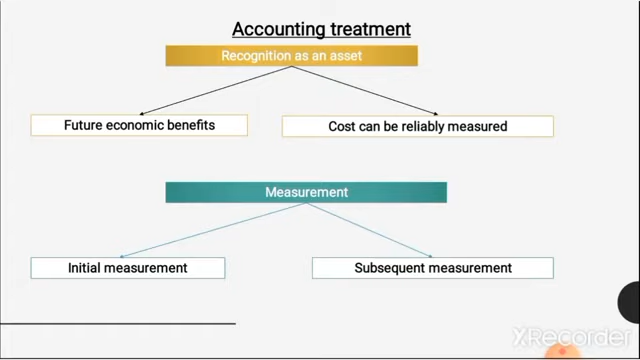 Accounting treatment
Recognition as an asset
Future economic benefits
Cost can be reliably measured
Measurement
Initial measurement
Subsequent measurement
XRecorder